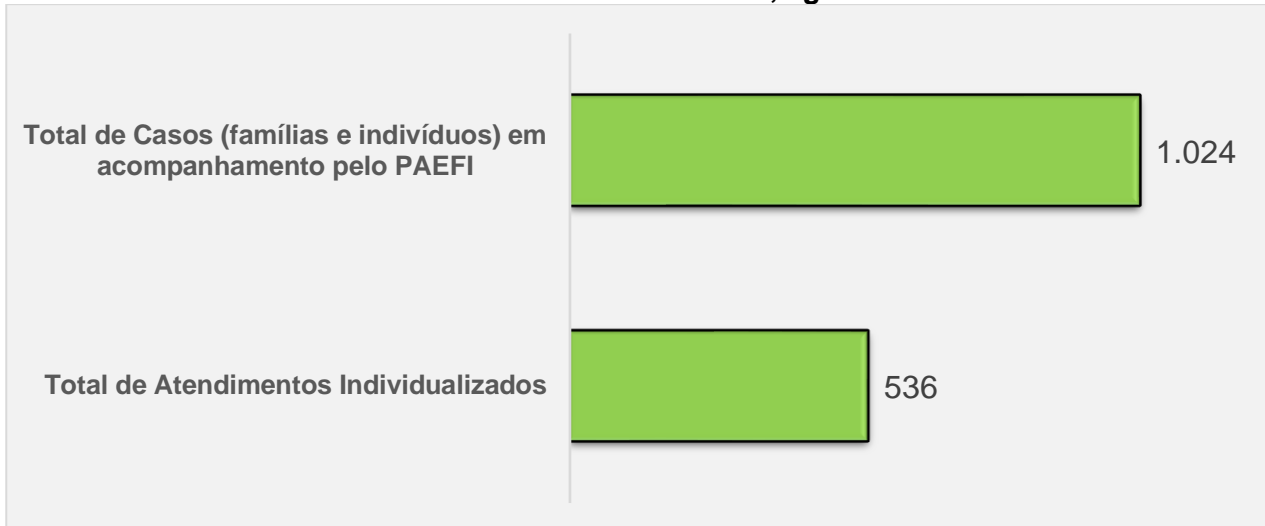 Total de Casos (famílias e indivíduos) em
acompanhamento pelo PAEFI
1.024
Total de Atendimentos Individualizados
536